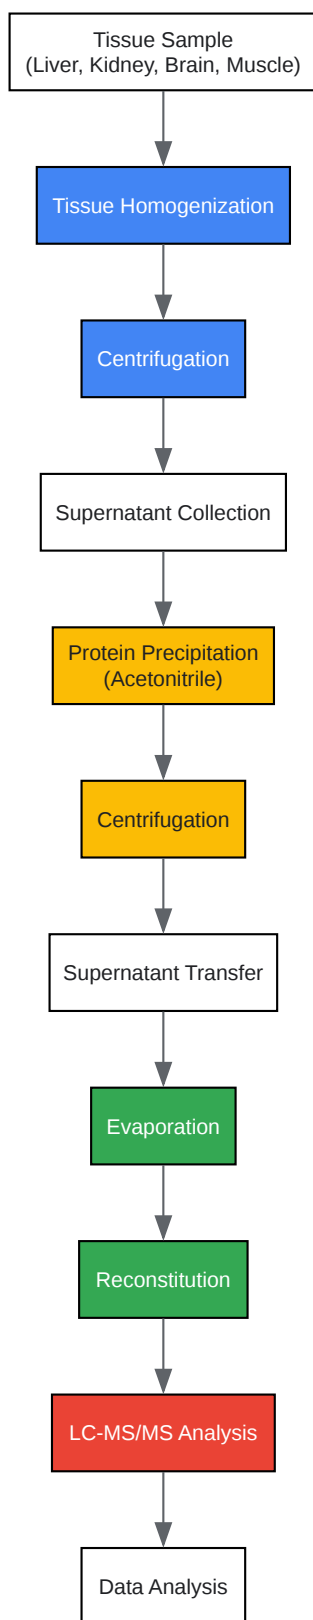 Tissue Sample
(Liver, Kidney, Brain, Muscle)
Tissue Homogenization
Centrifugation
Supernatant Collection
Protein Precipitation
(Acetonitrile)
Centrifugation
Supernatant Transfer
Evaporation
Reconstitution
LC-MS/MS Analysis
Data Analysis